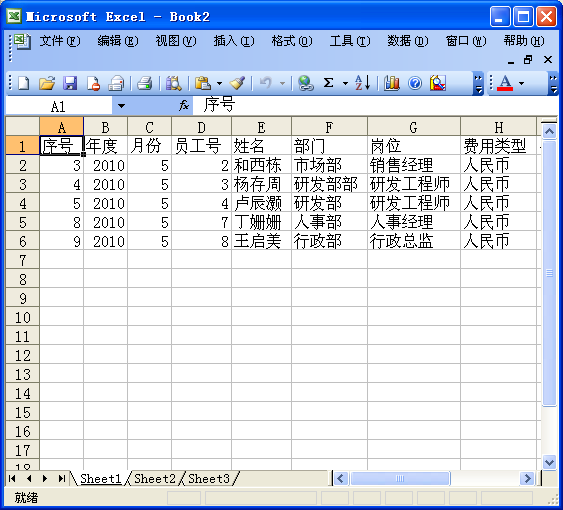 Microsoft Excel - Book2
文件(F) 编辑(E) 视图(V) 插入(I) 格式(O) 工具(T) 数据(D) 窗口(W) 帮助(H)
Σ A Z A
A1 fx 序号
A B C D E F G H
1 序号 年度 月份 员工号 姓名 部门 岗位 费用类型
2 3 2010 5 2 和西栋 市场部 销售经理 人民币
3 4 2010 5 3 杨存周 研发部部 研发工程师 人民币
4 5 2010 5 4 卢辰灏 研发部 研发工程师 人民币
5 8 2010 5 7 丁姗姗 人事部 人事经理 人民币
6 9 2010 5 8 王启美 行政部 行政总监 人民币
7
8
9
10
11
12
13
14
15
16
17
18
Sheet1 Sheet2 Sheet3
就绪